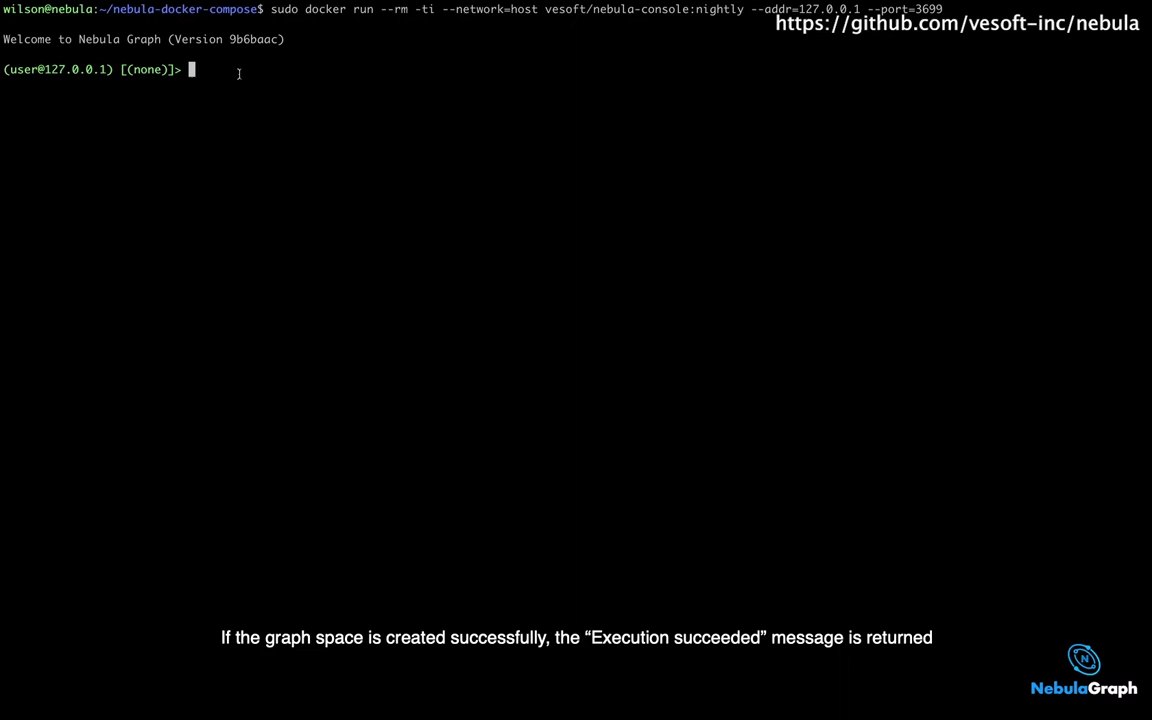 wilson@nebula:~/nebula-docker-compose$ sudo docker run --rm -ti --network=host vesoft/nebula-console:nightly --addr=127.0.0.1 --port=3699
https://github.com/vesoft-inc/nebula
Welcome to Nebula Graph (Version 9b6baac)
(user@127.0.0.1) [(none)]>
If the graph space is created successfully, the “Execution succeeded” message is returned
N
NebulaGraph